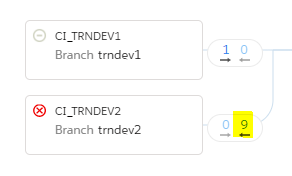 CI_TRNDEV1
Branch trndev1
1 0
CI_TRNDEV2
Branch trndev2
0 9